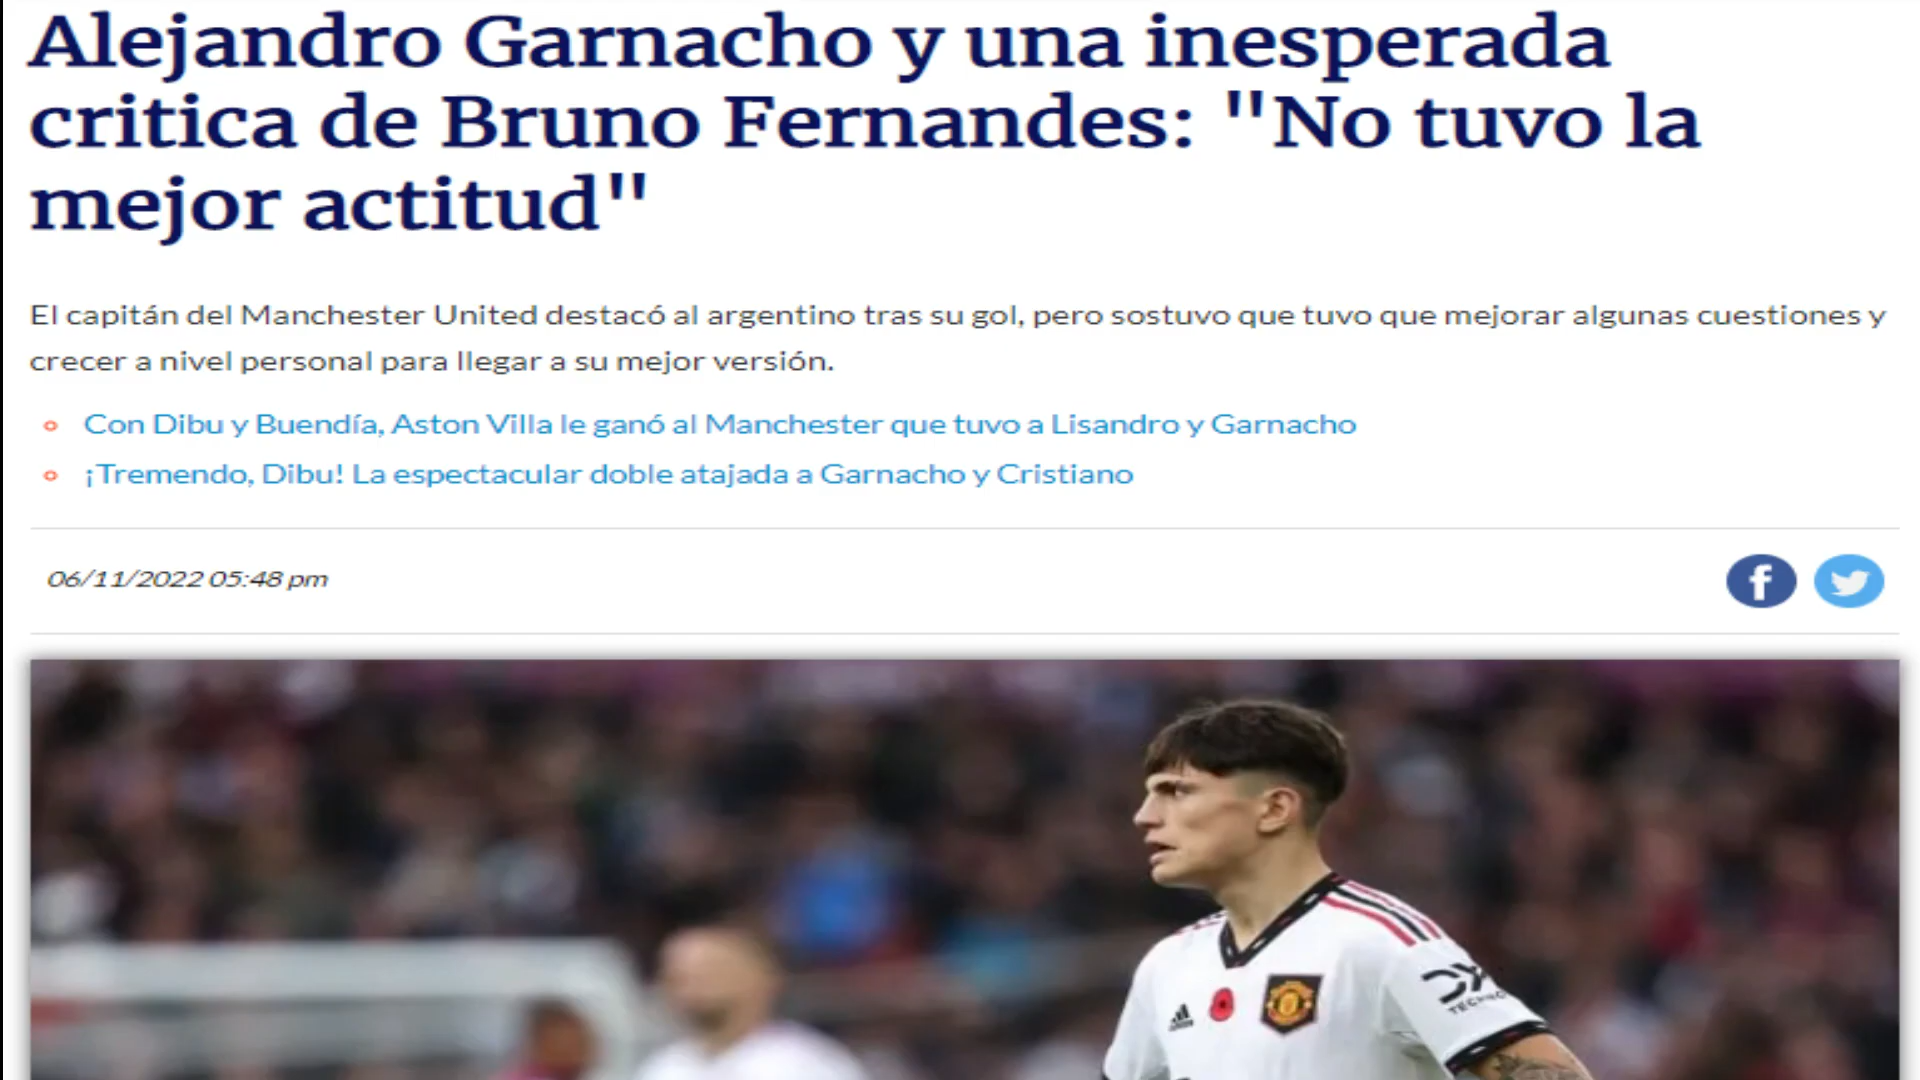 Alejandro Garnacho y una inesperada
critica de Bruno Fernandes: "No tuvo la
mejor actitud"
El capitán del Manchester United destacó al argentino tras su gol, pero sostuvo que tuvo que mejorar algunas cuestiones y
crecer a nivel personal para llegar a su mejor versión.
Con Dibu y Buendía, Aston Villa le ganó al Manchester que tuvo a Lisandro y Garnacho
¡Tremendo, Dibu! La espectacular doble atajada a Garnacho y Cristiano
06/11/2022 05:48 pm